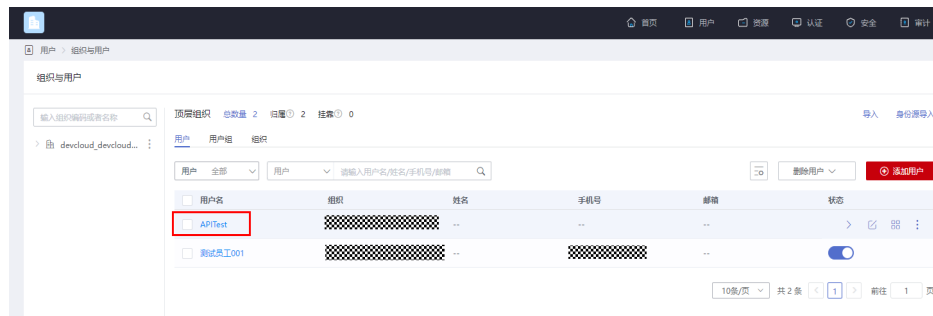 首页 用户 资源 认证 安全 审计
用户 > 组织与用户
组织与用户
输入组织编码或者名称 顶层组织 总数量 2 归属 2 挂靠 0 导入 身份源导入
devcloud_devcloud... 用户 用户组 组织
用户 全部 用户 请输入用户名/姓名/手机号/邮箱 删除用户 添加用户
用户名 组织 姓名 手机号 邮箱 状态
APITest -- -- --
测试员工001 -- --
10条/页 共 2 条 1 前往 1 页